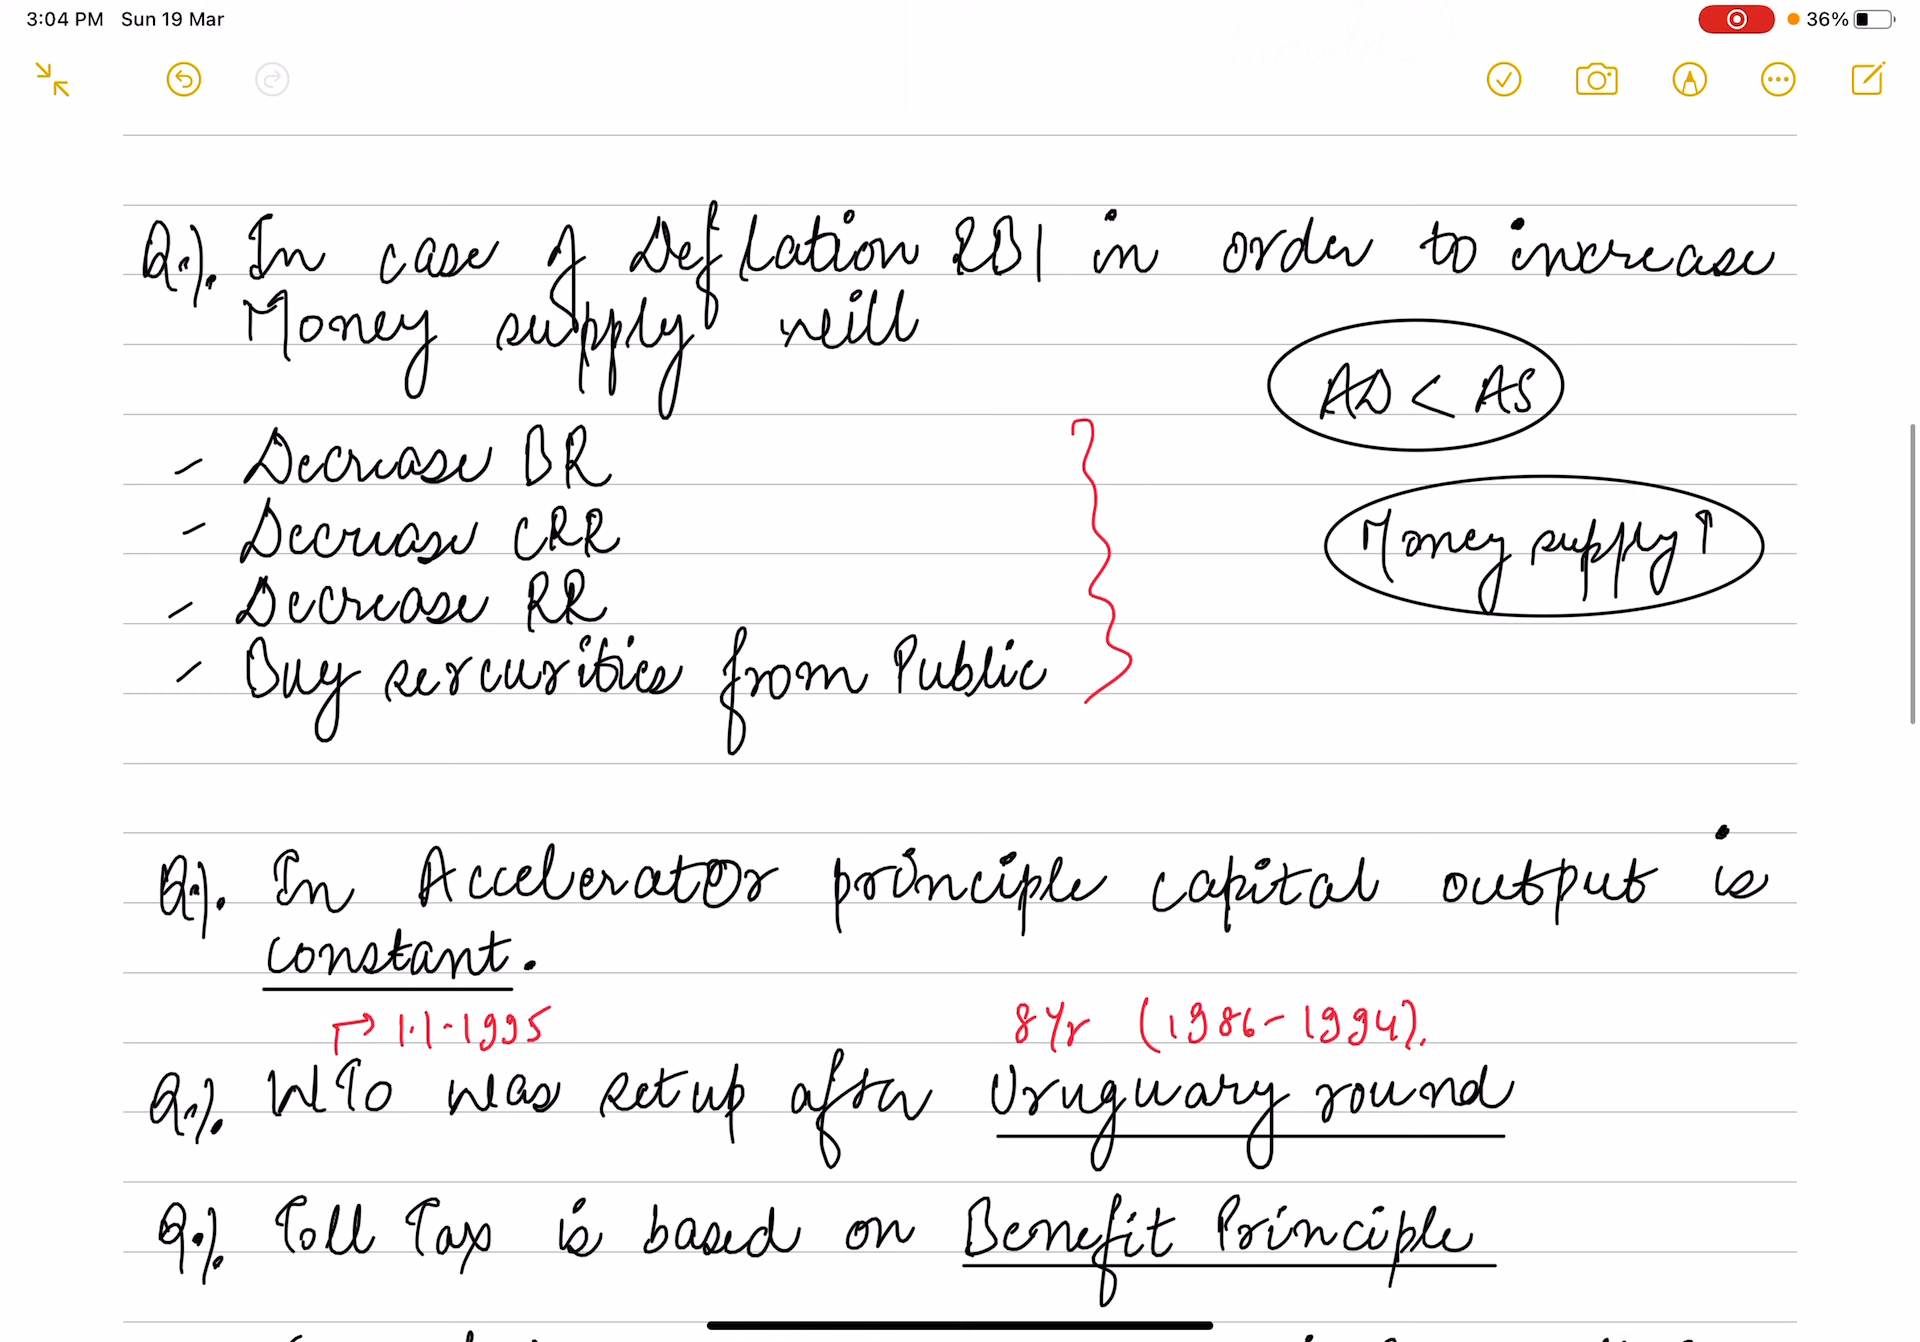 3:04 PM Sun 19 Mar 36%
Q.). In case of Deflation RBI in order to increase
Money supply will
AD < AS
- Decrease BR
- Decrease CRR
Money supply ↑
- Decrease RR
- Buy sercurities from Public
Q.). In Accelerator principle capital output is
constant.
→ 1.1-1995 8 Yr (1986-1994).
Q.). WTO was setup after Uruguary round
Q.). Toll Tax is based on Benefit Principle